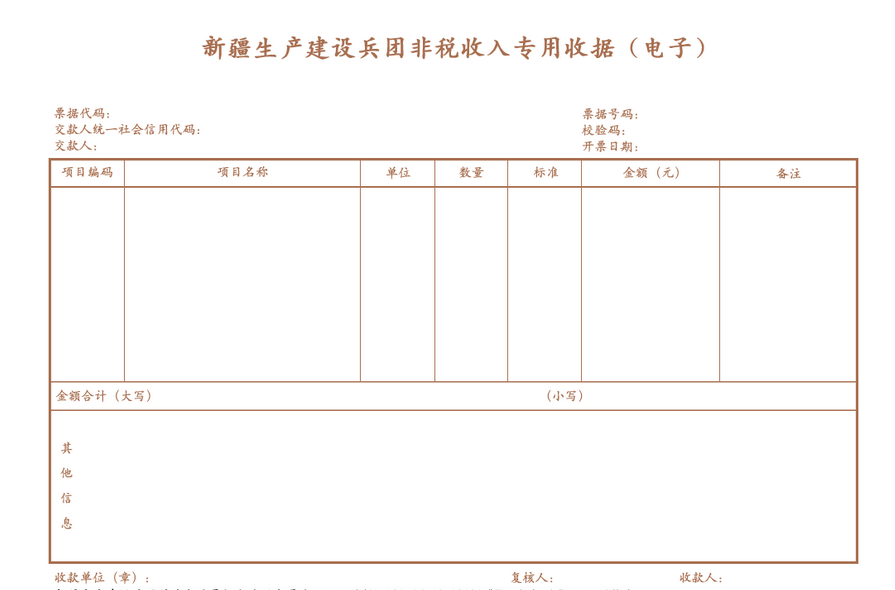 新疆生产建设兵团非税收入专用收据（电子）
票据代码： 票据号码：
交款人统一社会信用代码： 校验码：
交款人： 开票日期：
项目编码 项目名称 单位 数量 标准 金额（元） 备注
金额合计（大写） （小写）
其
他
信
息
收款单位（章）： 复核人： 收款人：